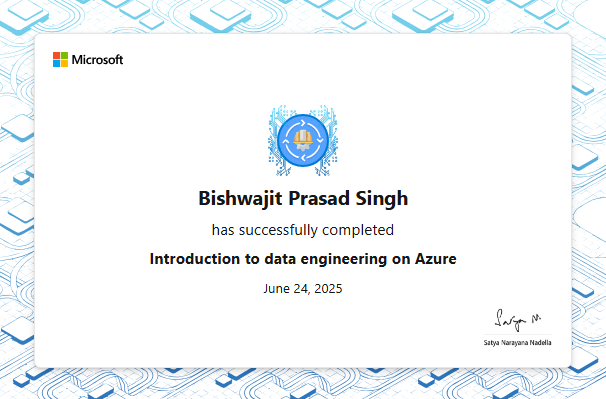 Microsoft
Bishwajit Prasad Singh
has successfully completed
Introduction to data engineering on Azure
June 24, 2025
Satya N.
Satya Narayana Nadella